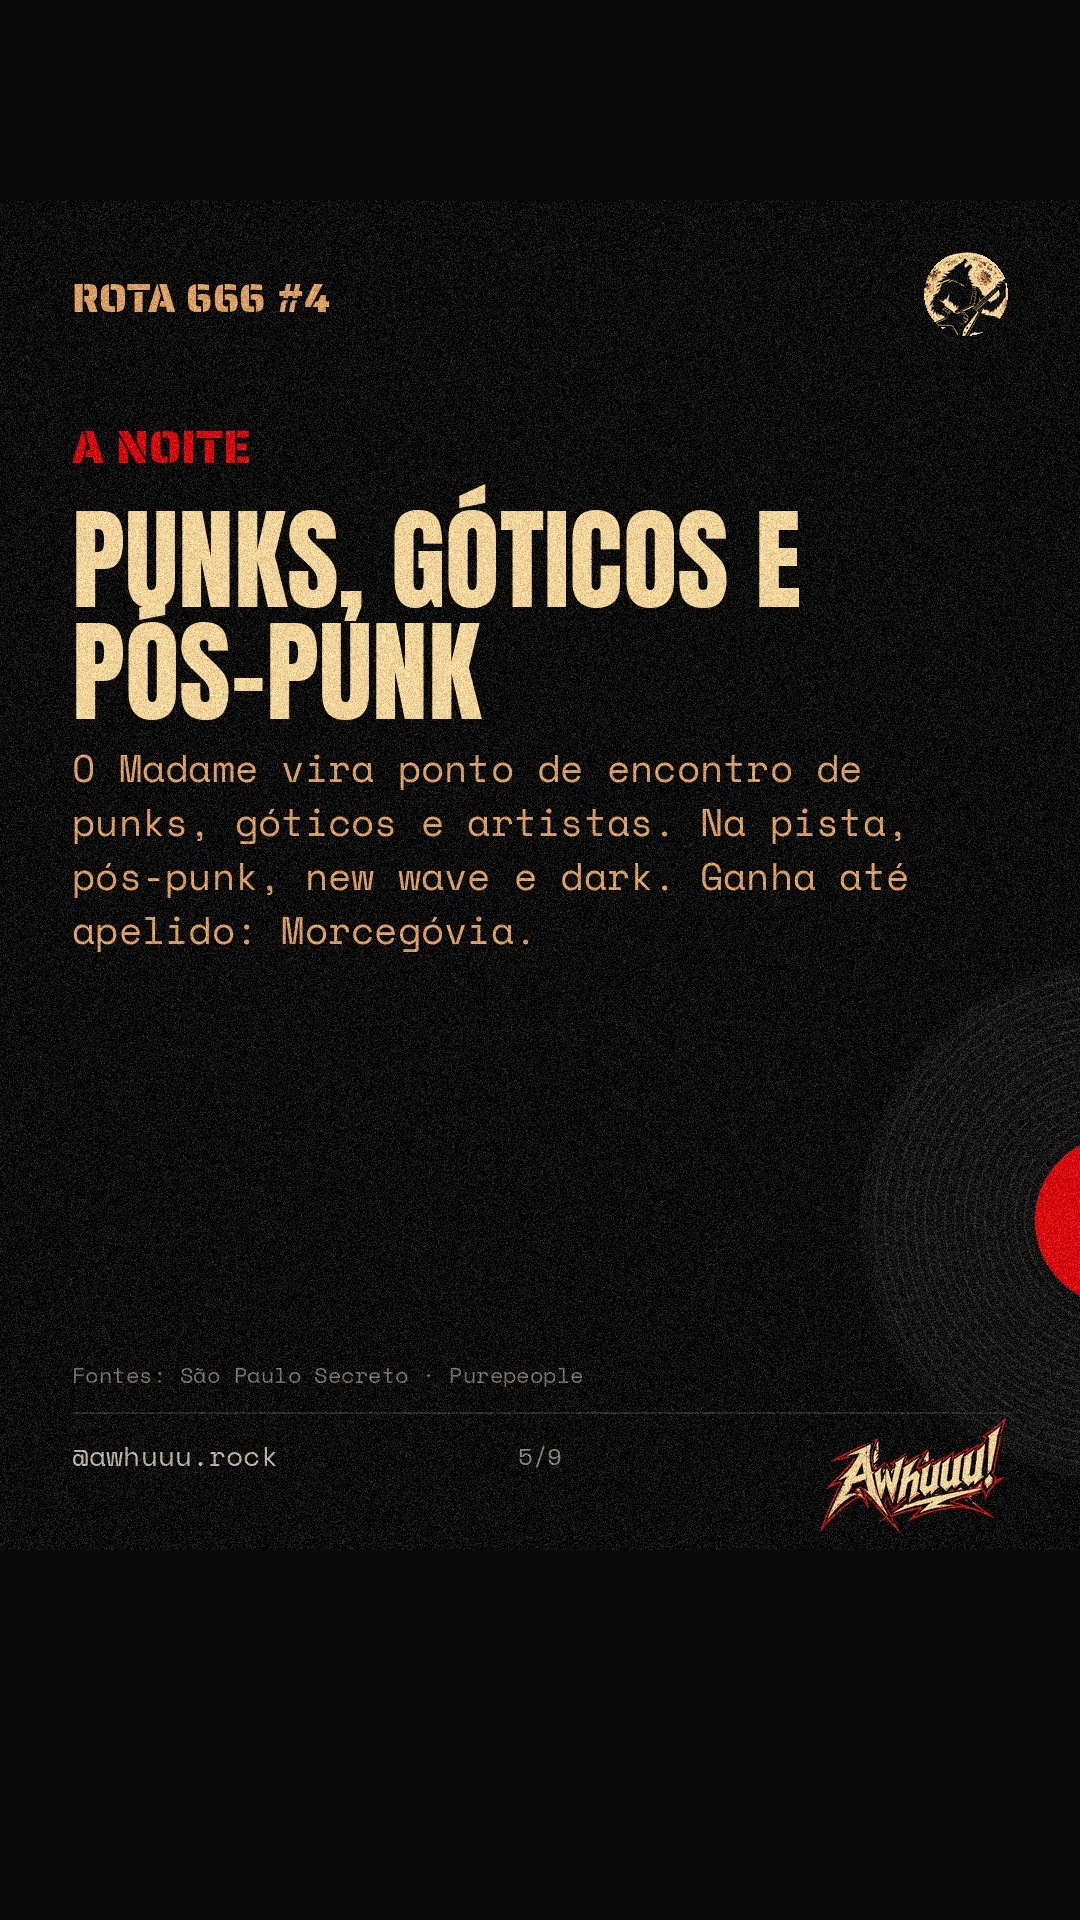 ROTA 666 #4
A NOITE
PUNKS, GÓTICOS E
PÓS-PUNK
O Madame vira ponto de encontro de
punks, góticos e artistas. Na pista,
pós-punk, new wave e dark. Ganha até
apelido: Morcegóvia.
Fontes: São Paulo Secreto · Purepeople
@awhuuu.rock
5/9
Awhuuu!